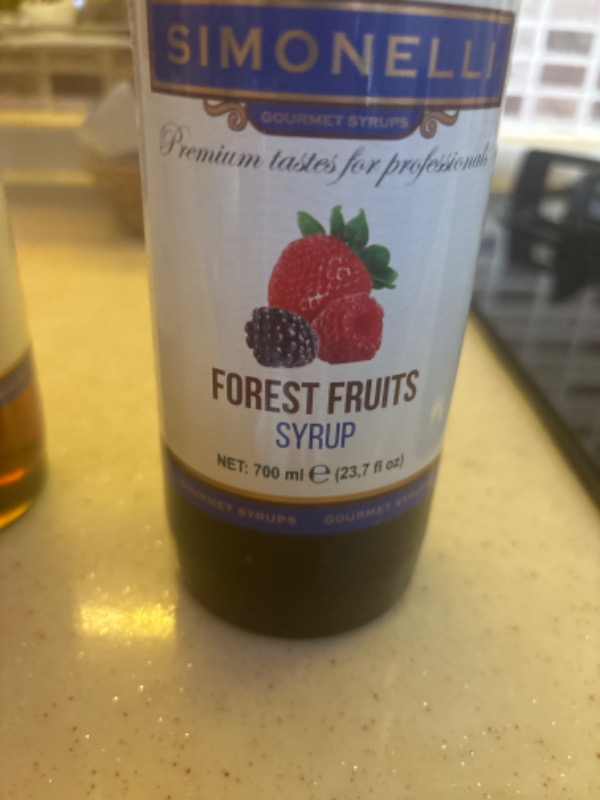 SIMONELLI
GOURMET SYRUPS
Premium tastes for professionals
FOREST FRUITS
SYRUP
NET: 700 ml ℮ (23,7 fl oz)
GOURMET SYRUPS GOURMET SYRUPS